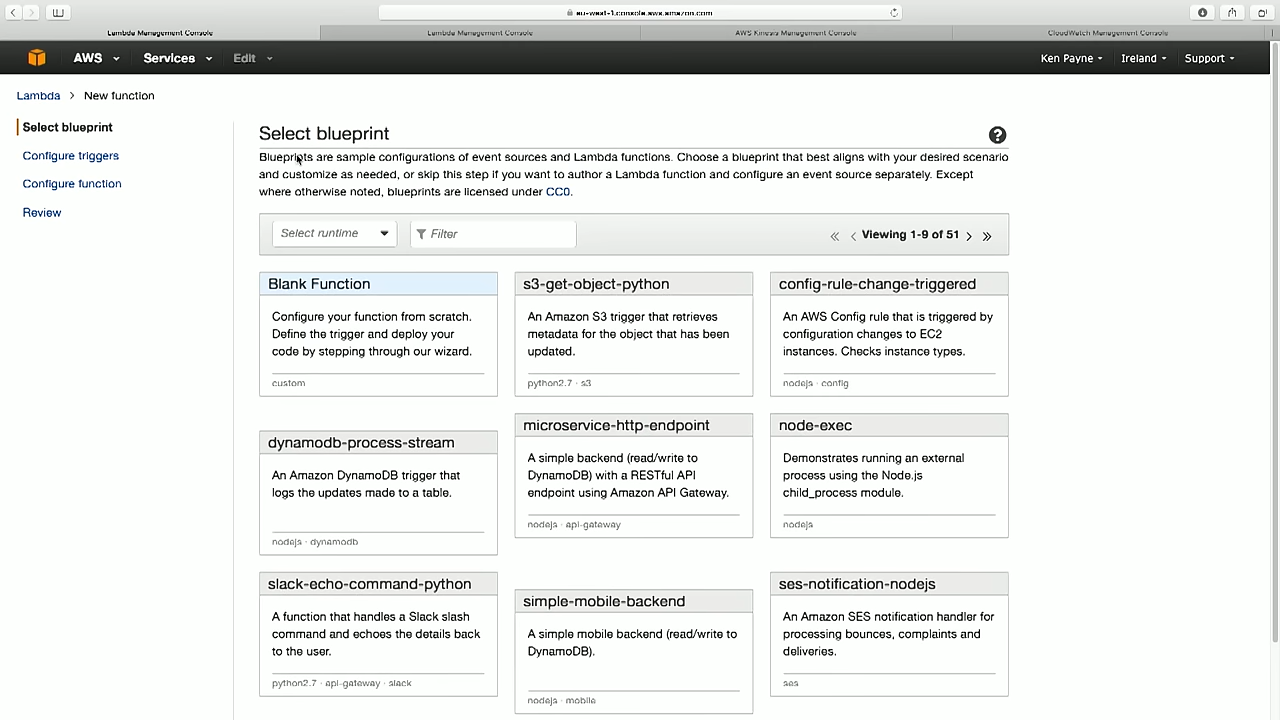 eu-west-1.console.aws.amazon.com
Lambda Management Console
Lambda Management Console
AWS Kinesis Management Console
CloudWatch Management Console
AWS
Services
Edit
Ken Payne
Ireland
Support
Lambda > New function
Select blueprint
Configure triggers
Configure function
Review
Select blueprint
?
Blueprints are sample configurations of event sources and Lambda functions. Choose a blueprint that best aligns with your desired scenario
and customize as needed, or skip this step if you want to author a Lambda function and configure an event source separately. Except
where otherwise noted, blueprints are licensed under CC0.
Select runtime
Filter
« ‹ Viewing 1-9 of 51 › »
Blank Function
Configure your function from scratch.
Define the trigger and deploy your
code by stepping through our wizard.
custom
s3-get-object-python
An Amazon S3 trigger that retrieves
metadata for the object that has been
updated.
python2.7 · s3
config-rule-change-triggered
An AWS Config rule that is triggered by
configuration changes to EC2
instances. Checks instance types.
nodejs · config
dynamodb-process-stream
An Amazon DynamoDB trigger that
logs the updates made to a table.
nodejs · dynamodb
microservice-http-endpoint
A simple backend (read/write to
DynamoDB) with a RESTful API
endpoint using Amazon API Gateway.
nodejs · api-gateway
node-exec
Demonstrates running an external
process using the Node.js
child_process module.
nodejs
slack-echo-command-python
A function that handles a Slack slash
command and echoes the details back
to the user.
python2.7 · api-gateway · slack
simple-mobile-backend
A simple mobile backend (read/write to
DynamoDB).
nodejs · mobile
ses-notification-nodejs
An Amazon SES notification handler for
processing bounces, complaints and
deliveries.
ses